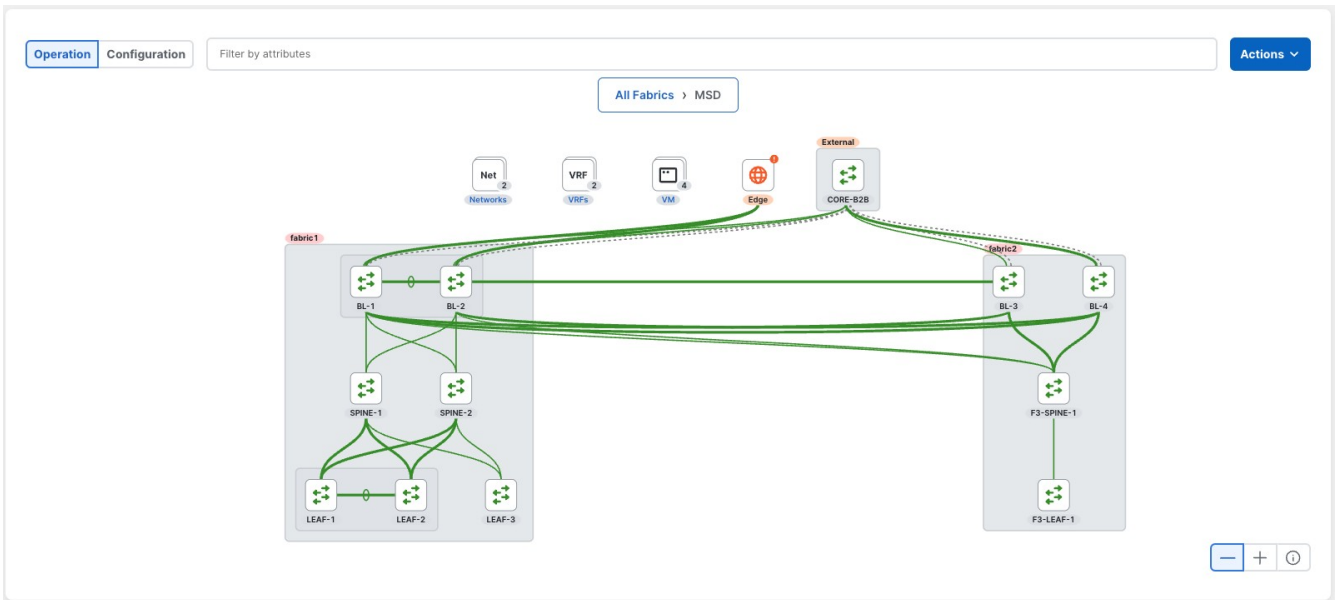 Operation Configuration Filter by attributes Actions
All Fabrics › MSD
External
Net 2 VRF 2 4 !
Networks VRFs VM Edge CORE-B2B
fabric1
fabric2
BL-1 BL-2 BL-3 BL-4
SPINE-1 SPINE-2 F3-SPINE-1
LEAF-1 LEAF-2 LEAF-3 F3-LEAF-1